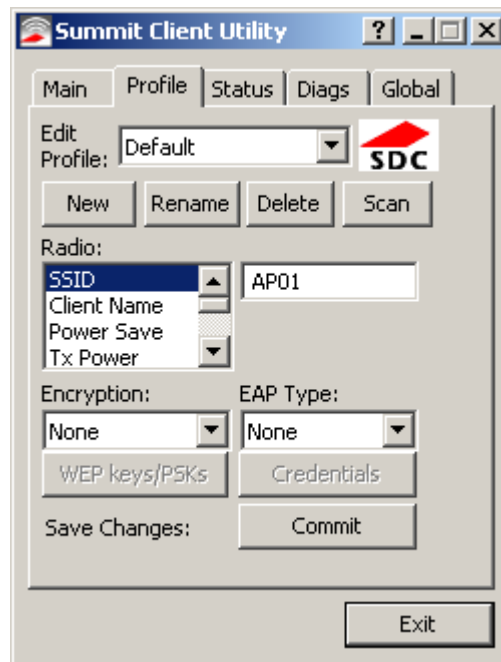 Summit Client Utility ?
Main Profile Status Diags Global
Edit
Profile: Default
SDC
New Rename Delete Scan
Radio:
SSID AP01
Client Name
Power Save
Tx Power
Encryption: EAP Type:
None None
WEP keys/PSKs Credentials
Save Changes: Commit
Exit